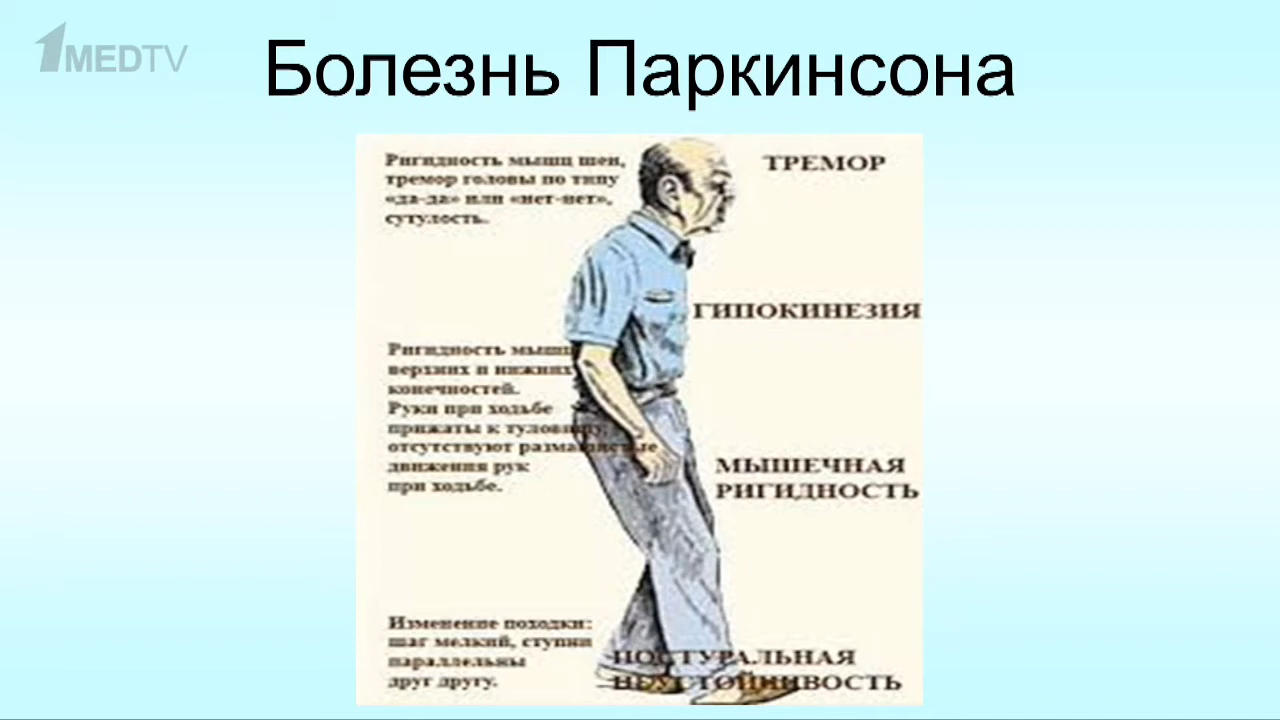 1MEDTV
Болезнь Паркинсона
Ригидность мышц шеи,
тремор головы по типу
«да-да» или «нет-нет»,
сутулость.
ТРЕМОР
ГИПОКИНЕЗИЯ
Ригидность мышц
верхних и нижних
конечностей.
Руки при ходьбе
прижаты к туловищу,
отсутствуют размашистые
движения рук
при ходьбе.
МЫШЕЧНАЯ
РИГИДНОСТЬ
Изменение походки:
шаг мелкий, ступни
параллельны
друг другу.
ПОСТУРАЛЬНАЯ
НЕУСТОЙЧИВОСТЬ